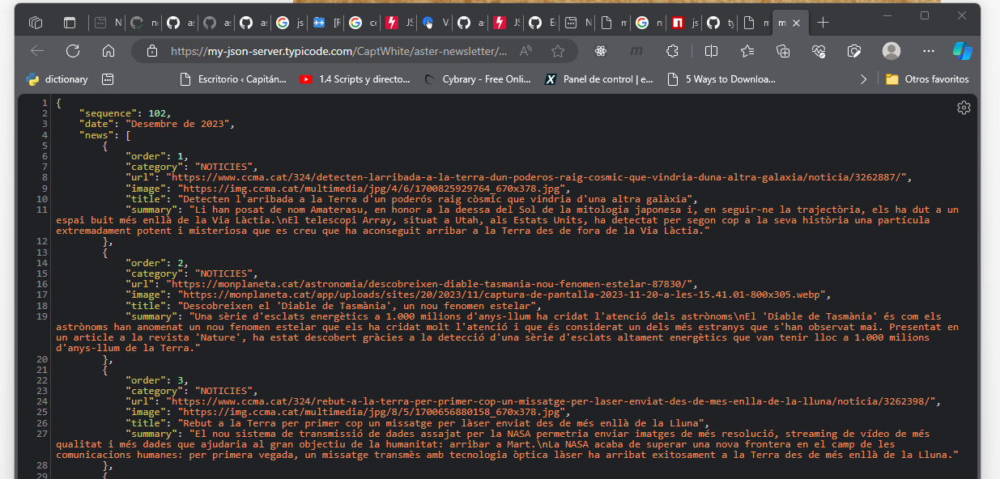 N
n
as
as
as
js
[F
ce
JS
V
as
JS
E
N
n
n
js
ty
n
m
https://my-json-server.typicode.com/CaptWhite/aster-newsletter/...
dictionary
Escritorio ‹ Capitán...
1.4 Scripts y directo...
Cybrary - Free Onli...
Panel de control | e...
5 Ways to Downloa...
Otros favoritos
1 {
2 "sequence": 102,
3 "date": "Desembre de 2023",
4 "news": [
5 {
6 "order": 1,
7 "category": "NOTICIES",
8 "url": "https://www.ccma.cat/324/detecten-larribada-a-la-terra-dun-poderos-raig-cosmic-que-vindria-duna-altra-galaxia/noticia/3262887/",
9 "image": "https://img.ccma.cat/multimedia/jpg/4/6/1700825929764_670x378.jpg",
10 "title": "Detecten l'arribada a la Terra d'un poderós raig còsmic que vindria d'una altra galàxia",
11 "summary": "Li han posat de nom Amaterasu, en honor a la deessa del Sol de la mitologia japonesa i, en seguir-ne la trajectòria, els ha dut a un
espai buit més enllà de la Via Làctia.\nEl telescopi Array, situat a Utah, als Estats Units, ha detectat per segon cop a la seva història una partícula
extremadament potent i misteriosa que es creu que ha aconseguit arribar a la Terra des de fora de la Via Làctia."
12 },
13 {
14 "order": 2,
15 "category": "NOTICIES",
16 "url": "https://monplaneta.cat/astronomia/descobreixen-diable-tasmania-nou-fenomen-estelar-87830/",
17 "image": "https://monplaneta.cat/app/uploads/sites/20/2023/11/captura-de-pantalla-2023-11-20-a-les-15.41.01-800x305.webp",
18 "title": "Descobreixen el 'Diable de Tasmània', un nou fenomen estelar",
19 "summary": "Una sèrie d'esclats energètics a 1.000 milions d'anys-llum ha cridat l'atenció dels astrònoms\nEl 'Diable de Tasmània' és com els
astrònoms han anomenat un nou fenomen estelar que els ha cridat molt l'atenció i que és considerat un dels més estranys que s'han observat mai. Presentat en
un article a la revista 'Nature', ha estat descobert gràcies a la detecció d'una sèrie d'esclats altament energètics que van tenir lloc a 1.000 milions
d'anys-llum de la Terra."
20 },
21 {
22 "order": 3,
23 "category": "NOTICIES",
24 "url": "https://www.ccma.cat/324/rebut-a-la-terra-per-primer-cop-un-missatge-per-laser-enviat-des-de-mes-enlla-de-la-lluna/noticia/3262398/",
25 "image": "https://img.ccma.cat/multimedia/jpg/8/5/1700656880158_670x378.jpg",
26 "title": "Rebut a la Terra per primer cop un missatge per làser enviat des de més enllà de la Lluna",
27 "summary": "El nou sistema de transmissió de dades assajat per la NASA permetria enviar imatges de més resolució, streaming de vídeo de més
qualitat i més dades que ajudaria al gran objectiu de la humanitat: arribar a Mart.\nLa NASA acaba de superar una nova frontera en el camp de les
comunicacions humanes: per primera vegada, un missatge transmès amb tecnologia òptica làser ha arribat exitosament a la Terra des de més enllà de la Lluna."
28 },
29 {